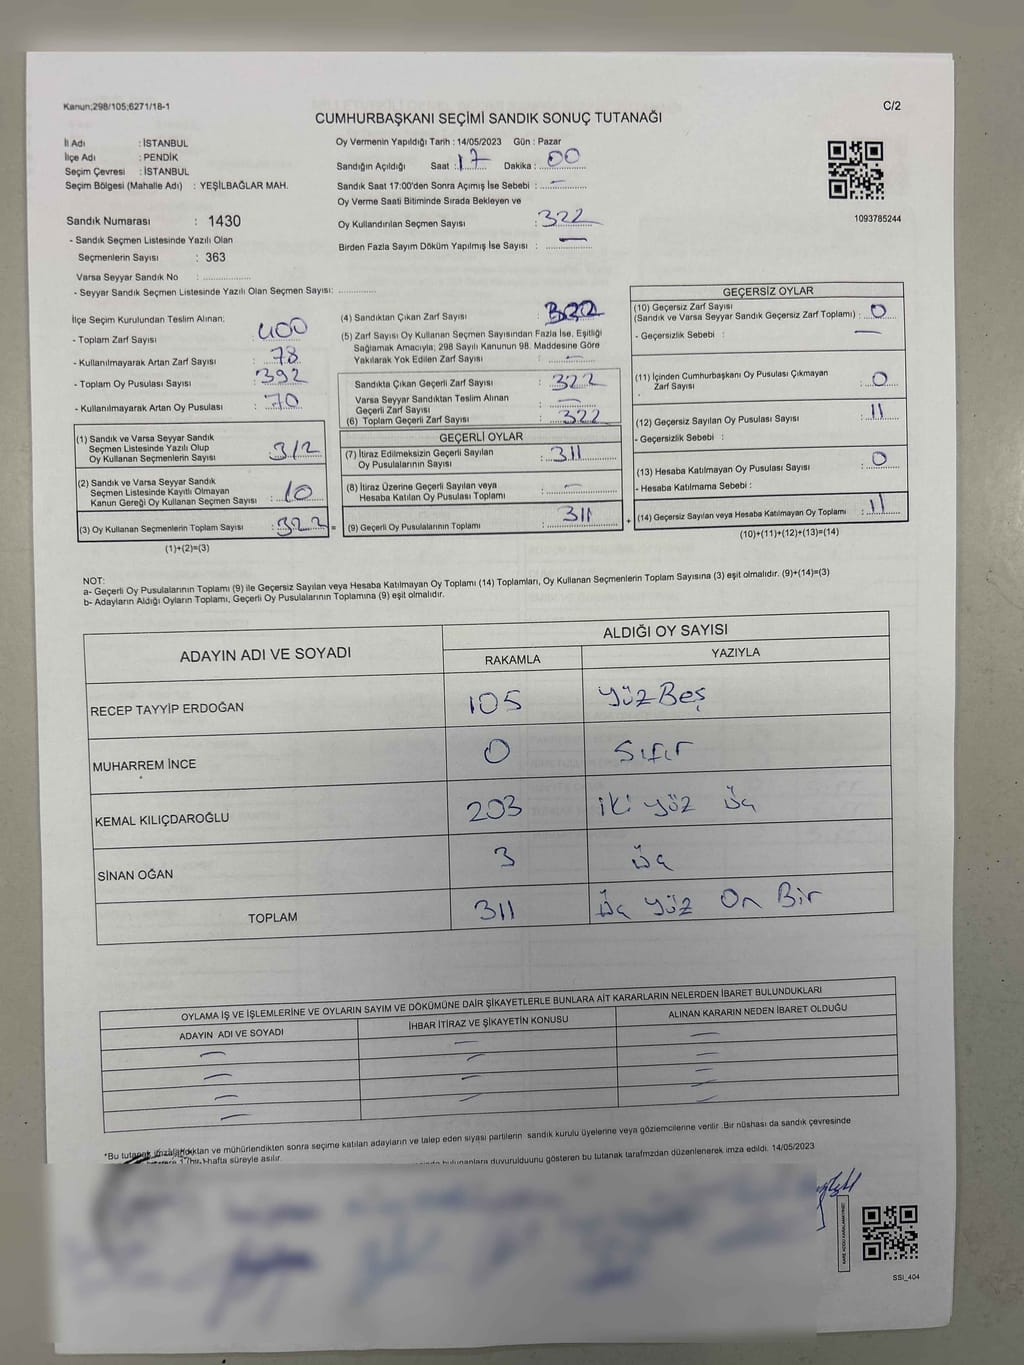 Kanun;298/105;6271/18-1
C/2
CUMHURBAŞKANI SEÇİMİ SANDIK SONUÇ TUTANAĞI
İl Adı : İSTANBUL
İlçe Adı : PENDİK
Seçim Çevresi : İSTANBUL
Seçim Bölgesi (Mahalle Adı) : YEŞİLBAĞLAR MAH.
Oy Vermenin Yapıldığı Tarih : 14/05/2023 Gün : Pazar
Sandığın Açıldığı Saat : 17 Dakika : 00
Sandık Saat 17:00'den Sonra Açımış İse Sebebi : —
Oy Verme Saati Bitiminde Sırada Bekleyen ve
Oy Kullandırılan Seçmen Sayısı : 322
Birden Fazla Sayım Döküm Yapılmış İse Sayısı : —
1093785244
Sandık Numarası : 1430
- Sandık Seçmen Listesinde Yazılı Olan
Seçmenlerin Sayısı : 363
Varsa Seyyar Sandık No :
- Seyyar Sandık Seçmen Listesinde Yazılı Olan Seçmen Sayısı:
İlçe Seçim Kurulundan Teslim Alınan:
- Toplam Zarf Sayısı : 400
- Kullanılmayarak Artan Zarf Sayısı : 78
- Toplam Oy Pusulası Sayısı : 392
- Kullanılmayarak Artan Oy Pusulası : 70
(1) Sandık ve Varsa Seyyar Sandık
Seçmen Listesinde Yazılı Olup
Oy Kullanan Seçmenlerin Sayısı : 312
(2) Sandık ve Varsa Seyyar Sandık
Seçmen Listesinde Kayıtlı Olmayan
Kanun Gereği Oy Kullanan Seçmen Sayısı : 10
(3) Oy Kullanan Seçmenlerin Toplam Sayısı : 322 =
(1)+(2)=(3)
(4) Sandıktan Çıkan Zarf Sayısı : 322
(5) Zarf Sayısı Oy Kullanan Seçmen Sayısından Fazla İse, Eşitliği
Sağlamak Amacıyla; 298 Sayılı Kanunun 98. Maddesine Göre
Yakılarak Yok Edilen Zarf Sayısı : —
Sandıkta Çıkan Geçerli Zarf Sayısı : 322
Varsa Seyyar Sandıktan Teslim Alınan
Geçerli Zarf Sayısı : —
(6) Toplam Geçerli Zarf Sayısı : 322
GEÇERLİ OYLAR
(7) İtiraz Edilmeksizin Geçerli Sayılan
Oy Pusulalarının Sayısı : 311
(8) İtiraz Üzerine Geçerli Sayılan veya
Hesaba Katılan Oy Pusulası Toplamı : —
(9) Geçerli Oy Pusulalarının Toplamı : 311 +
GEÇERSİZ OYLAR
(10) Geçersiz Zarf Sayısı
(Sandık ve Varsa Seyyar Sandık Geçersiz Zarf Toplamı) : 0
- Geçersizlik Sebebi : —
(11) İçinden Cumhurbaşkanı Oy Pusulası Çıkmayan
Zarf Sayısı : 0
(12) Geçersiz Sayılan Oy Pusulası Sayısı : 11
- Geçersizlik Sebebi :
(13) Hesaba Katılmayan Oy Pusulası Sayısı : 0
- Hesaba Katılmama Sebebi :
(14) Geçersiz Sayılan veya Hesaba Katılmayan Oy Toplamı : 11
(10)+(11)+(12)+(13)=(14)
NOT:
a- Geçerli Oy Pusulalarının Toplamı (9) ile Geçersiz Sayılan veya Hesaba Katılmayan Oy Toplamı (14) Toplamları, Oy Kullanan Seçmenlerin Toplam Sayısına (3) eşit olmalıdır. (9)+(14)=(3)
b- Adayların Aldığı Oyların Toplamı, Geçerli Oy Pusulalarının Toplamına (9) eşit olmalıdır.
ADAYIN ADI VE SOYADI
ALDIĞI OY SAYISI
RAKAMLA YAZIYLA
RECEP TAYYİP ERDOĞAN 105 Yüz Beş
MUHARREM İNCE 0 Sıfır
KEMAL KILIÇDAROĞLU 203 iki yüz üç
SİNAN OĞAN 3 üç
TOPLAM 311 üç yüz On Bir
OYLAMA İŞ VE İŞLEMLERİNE VE OYLARIN SAYIM VE DÖKÜMÜNE DAİR ŞİKAYETLERLE BUNLARA AİT KARARLARIN NELERDEN İBARET BULUNDUKLARI
ADAYIN ADI VE SOYADI İHBAR İTİRAZ VE ŞİKAYETİN KONUSU ALINAN KARARIN NEDEN İBARET OLDUĞU
— — —
— — —
— — —
— — —
*Bu tutanak imzalandıktan ve mühürlendikten sonra seçime katılan adayların ve talep eden siyasi partilerin sandık kurulu üyelerine veya gözlemcilerine verilir .Bir nüshası da sandık çevresinde
hafta süreyle asılır.
bulunanlara duyurulduunu gösteren bu tutanak tarafmzdan düzenlenerek imza edildi. 14/05/2023
SSI_404